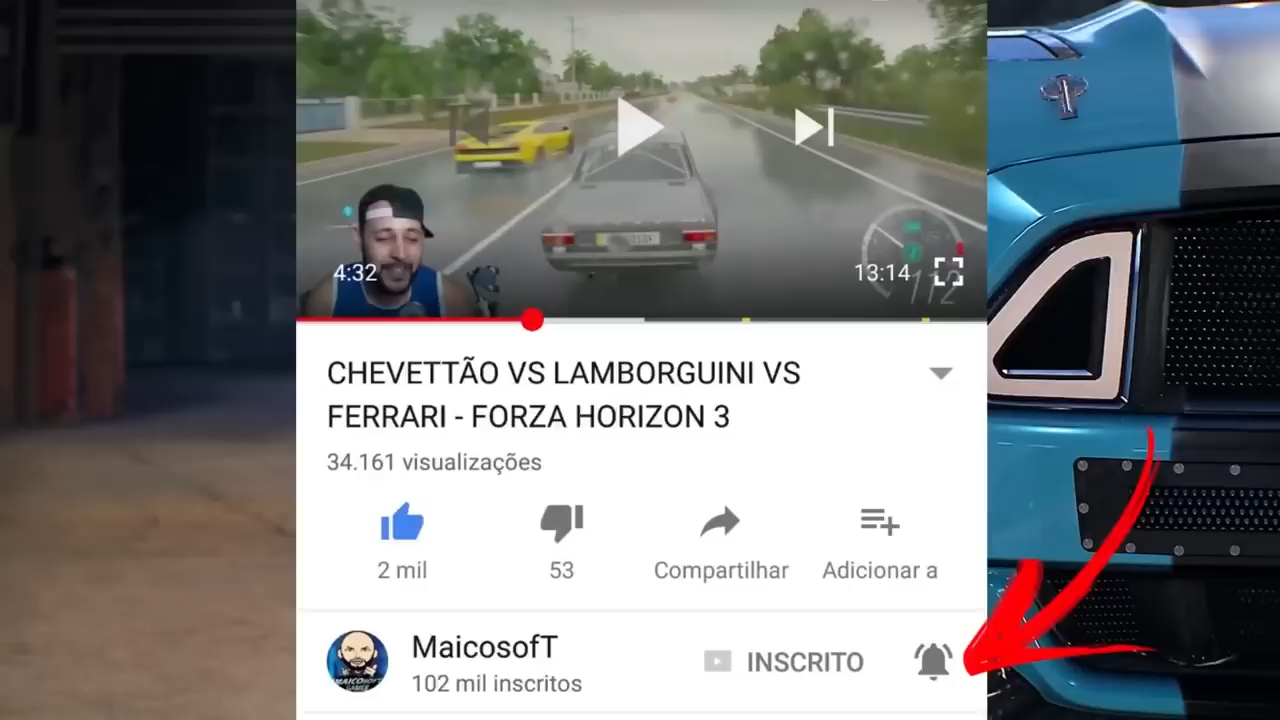 4:32
13:14
CHEVETTÃO VS LAMBORGUINI VS
FERRARI - FORZA HORIZON 3
34.161 visualizações
2 mil
53
Compartilhar
Adicionar a
MaicosofT
102 mil inscritos
INSCRITO